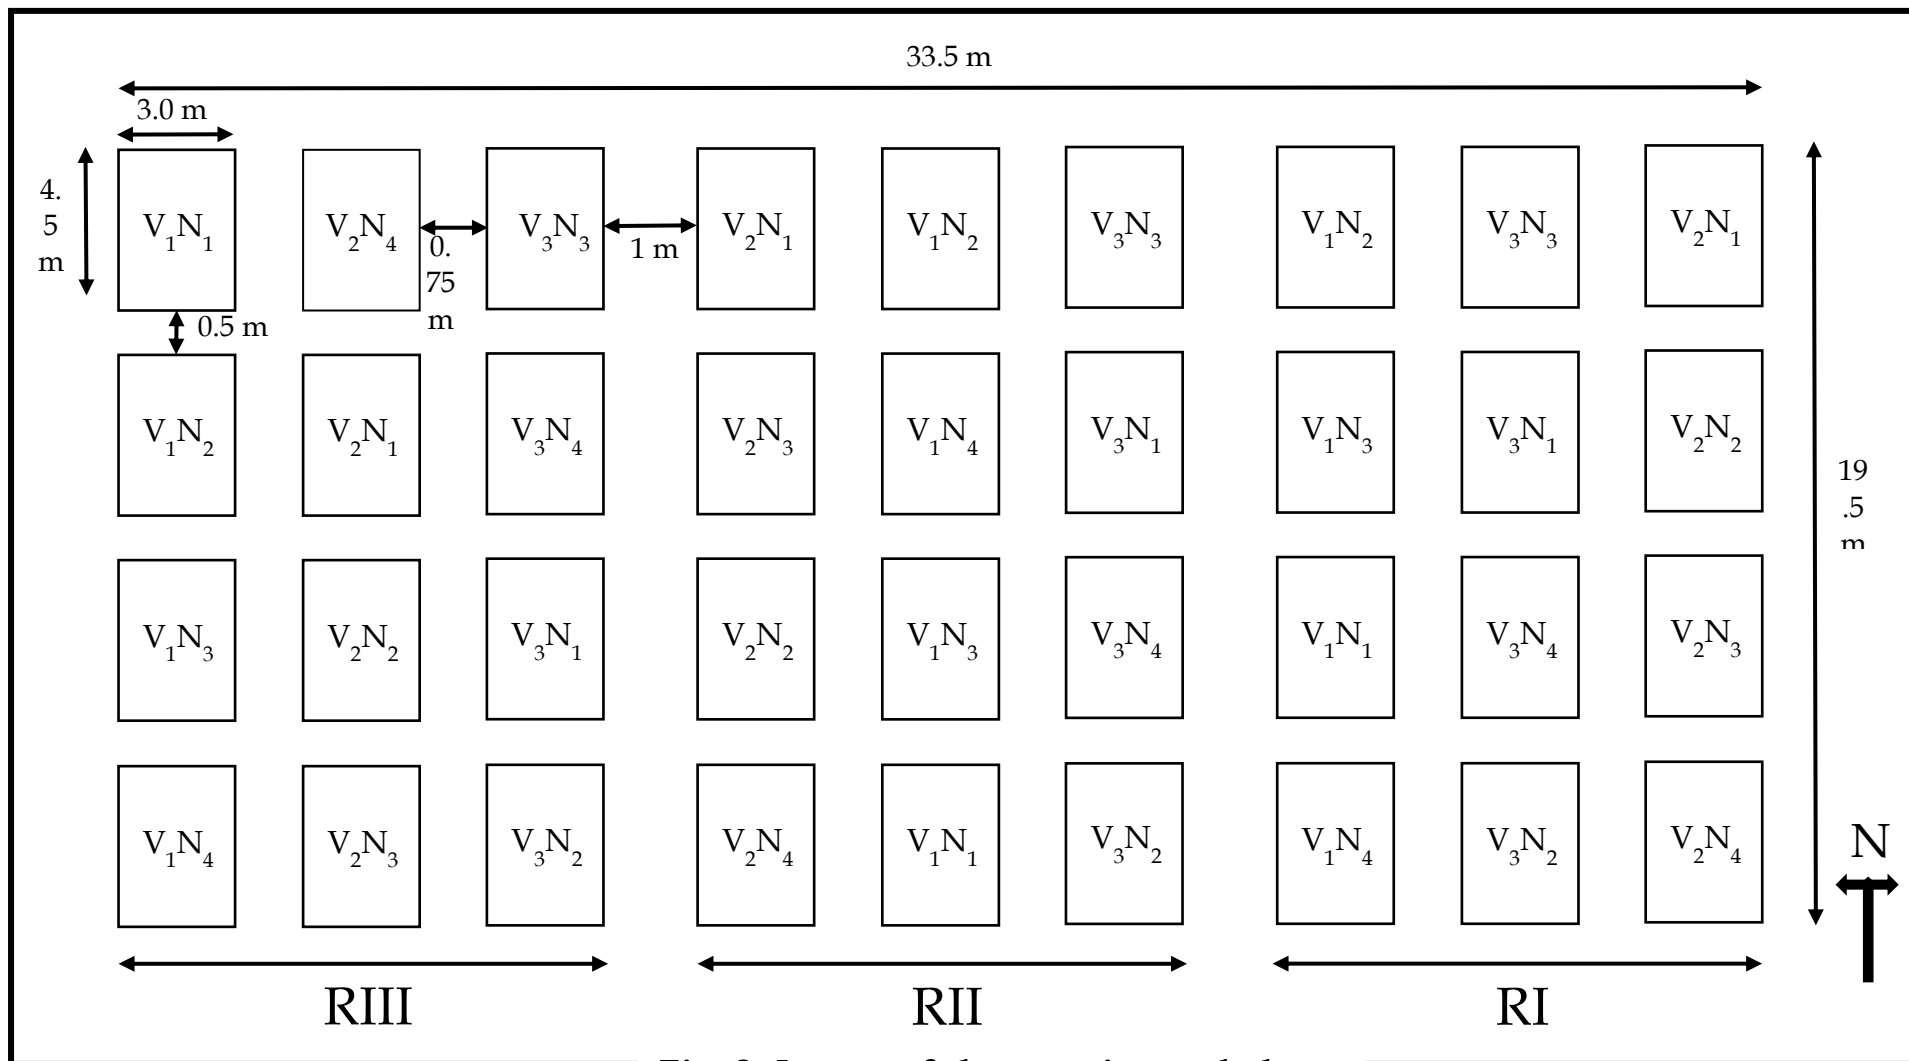 33.5 m
3.0 m
4.
5
m
V₁N₁ V₂N₄ V₃N₃ V₂N₁ V₁N₂ V₃N₃ V₁N₂ V₃N₃ V₂N₁
0.
75
m
1 m
0.5 m
V₁N₂ V₂N₁ V₃N₄ V₂N₃ V₁N₄ V₃N₁ V₁N₃ V₃N₁ V₂N₂
19
.5
m
V₁N₃ V₂N₂ V₃N₁ V₂N₂ V₁N₃ V₃N₄ V₁N₁ V₃N₄ V₂N₃
V₁N₄ V₂N₃ V₃N₂ V₂N₄ V₁N₁ V₃N₂ V₁N₄ V₃N₂ V₂N₄
N
RIII RII RI